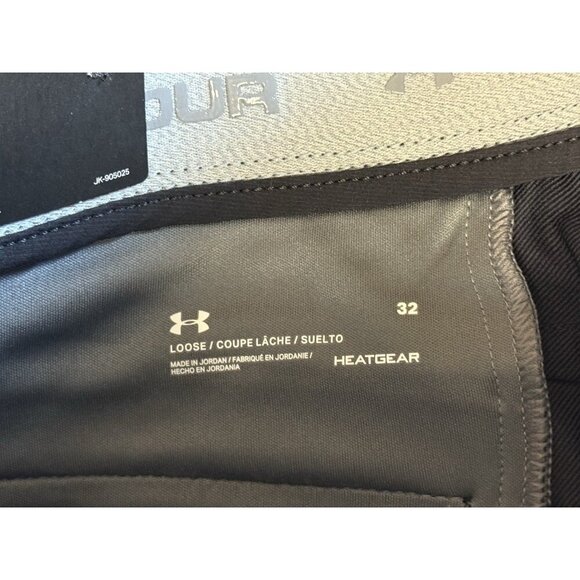 OUR
JK-905025
32
LOOSE / COUPE LÂCHE / SUELTO
MADE IN JORDAN / FABRIQUÉ EN JORDANIE /
HECHO EN JORDANIA
HEATGEAR